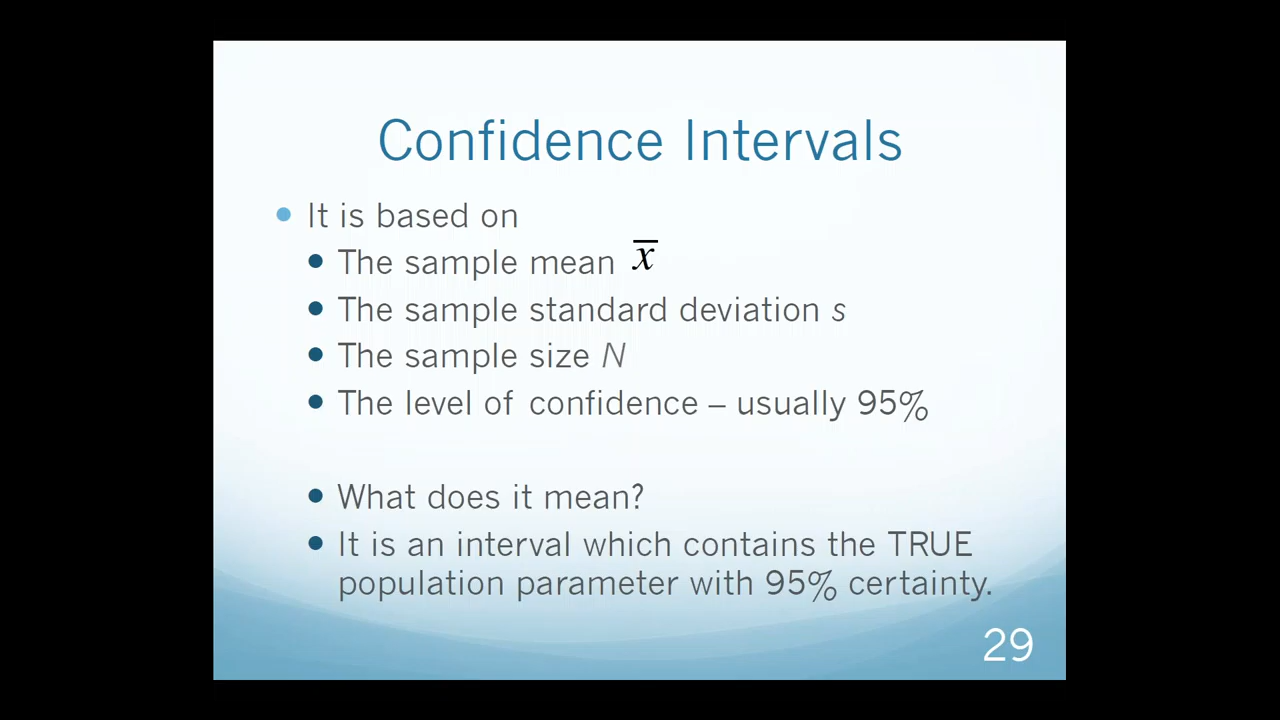 Confidence Intervals
• It is based on
• The sample mean x̅
• The sample standard deviation s
• The sample size N
• The level of confidence – usually 95%
• What does it mean?
• It is an interval which contains the TRUE
population parameter with 95% certainty.
29